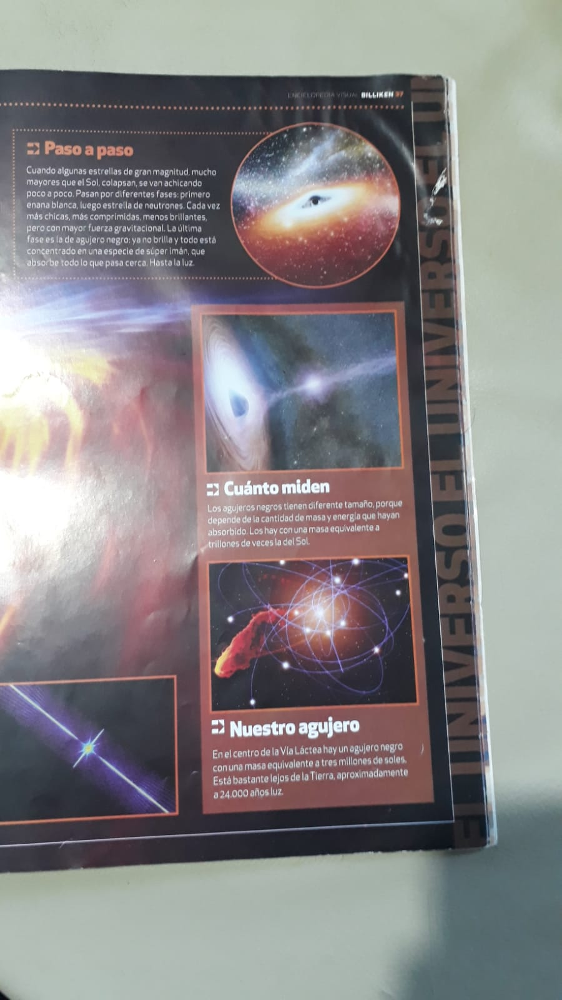 ENCICLOPEDIA VISUAL BILLIKEN 37
Paso a paso
Cuando algunas estrellas de gran magnitud, mucho
mayores que el Sol, colapsan, se van achicando
poco a poco. Pasan por diferentes fases: primero
enana blanca, luego estrella de neutrones. Cada vez
más chicas, más comprimidas, menos brillantes,
pero con mayor fuerza gravitacional. La última
fase es la de agujero negro: ya no brilla y todo está
concentrado en una especie de súper imán, que
absorbe todo lo que pasa cerca. Hasta la luz.
Cuánto miden
Los agujeros negros tienen diferente tamaño, porque
depende de la cantidad de masa y energía que hayan
absorbido. Los hay con una masa equivalente a
trillones de veces la del Sol.
Nuestro agujero
En el centro de la Vía Láctea hay un agujero negro
con una masa equivalente a tres millones de soles.
Está bastante lejos de la Tierra, aproximadamente
a 24.000 años luz.
EL UNIVERSO EL UNIVERSO EL UNI